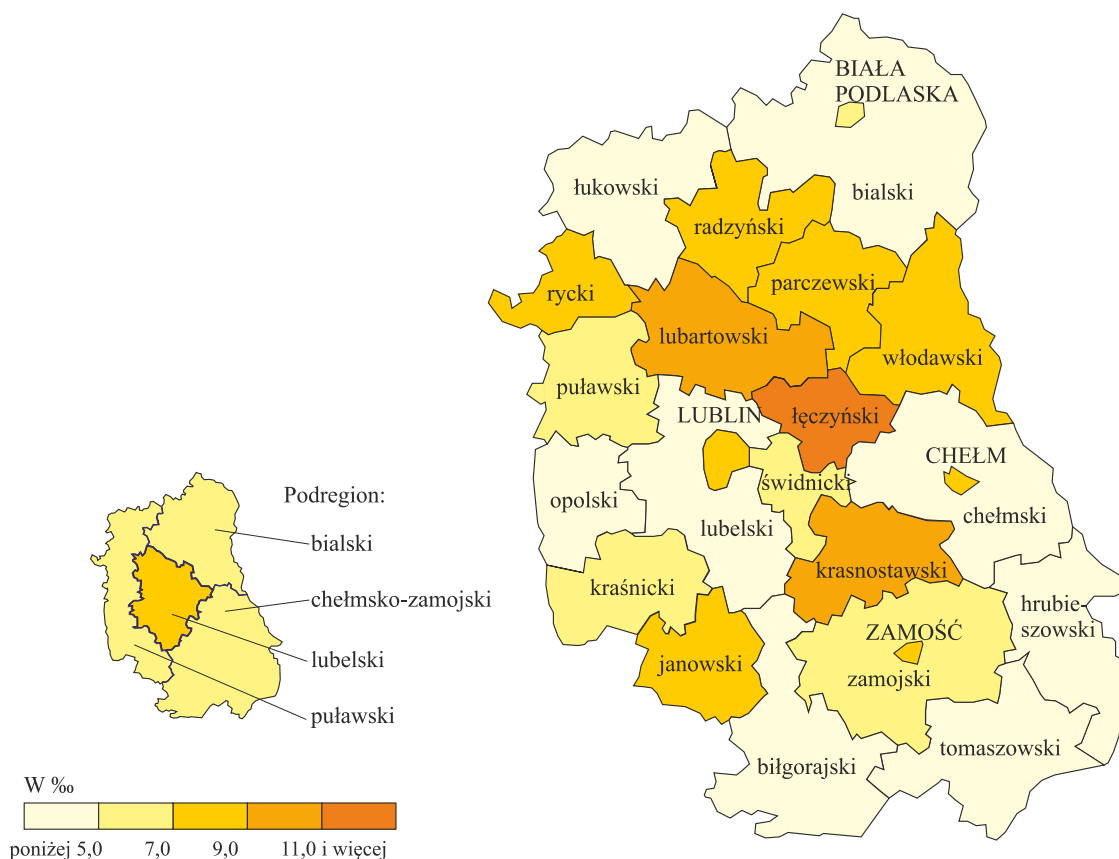 BIAŁA
PODLASKA
łukowski
bialski
radzyński
rycki
parczewski
lubartowski
włodawski
puławski
LUBLIN
łęczyński
CHEŁM
świdnicki
opolski
lubelski
chełmski
krasnostawski
kraśnicki
hrubie-
szowski
ZAMOŚĆ
janowski
zamojski
tomaszowski
biłgorajski
Podregion:
bialski
chełmsko-zamojski
lubelski
puławski
W ‰
poniżej 5,0 7,0 9,0 11,0 i więcej